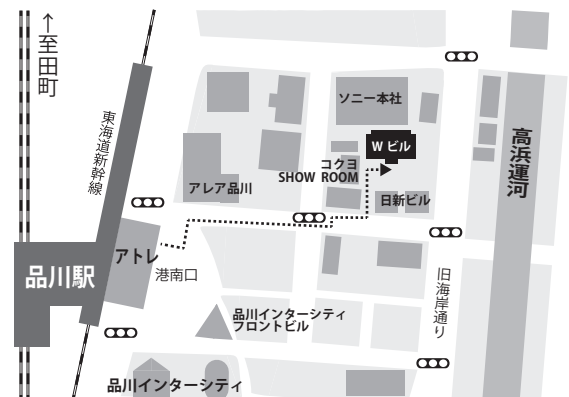 ↑至田町
東海道新幹線
ソニー本社
W ビル
コクヨ
SHOW ROOM
アレア品川
日新ビル
高浜運河
アトレ
港南口
品川駅
旧海岸通り
品川インターシティ
フロントビル
品川インターシティ